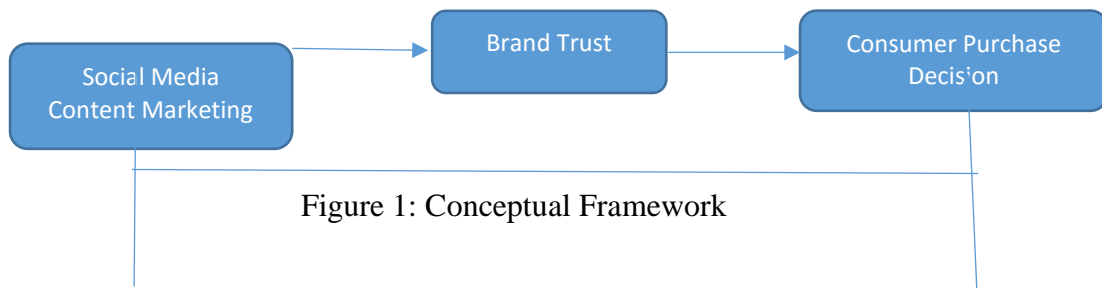 Social Media
Content Marketing
Brand Trust
Consumer Purchase
Decision
Figure 1: Conceptual Framework